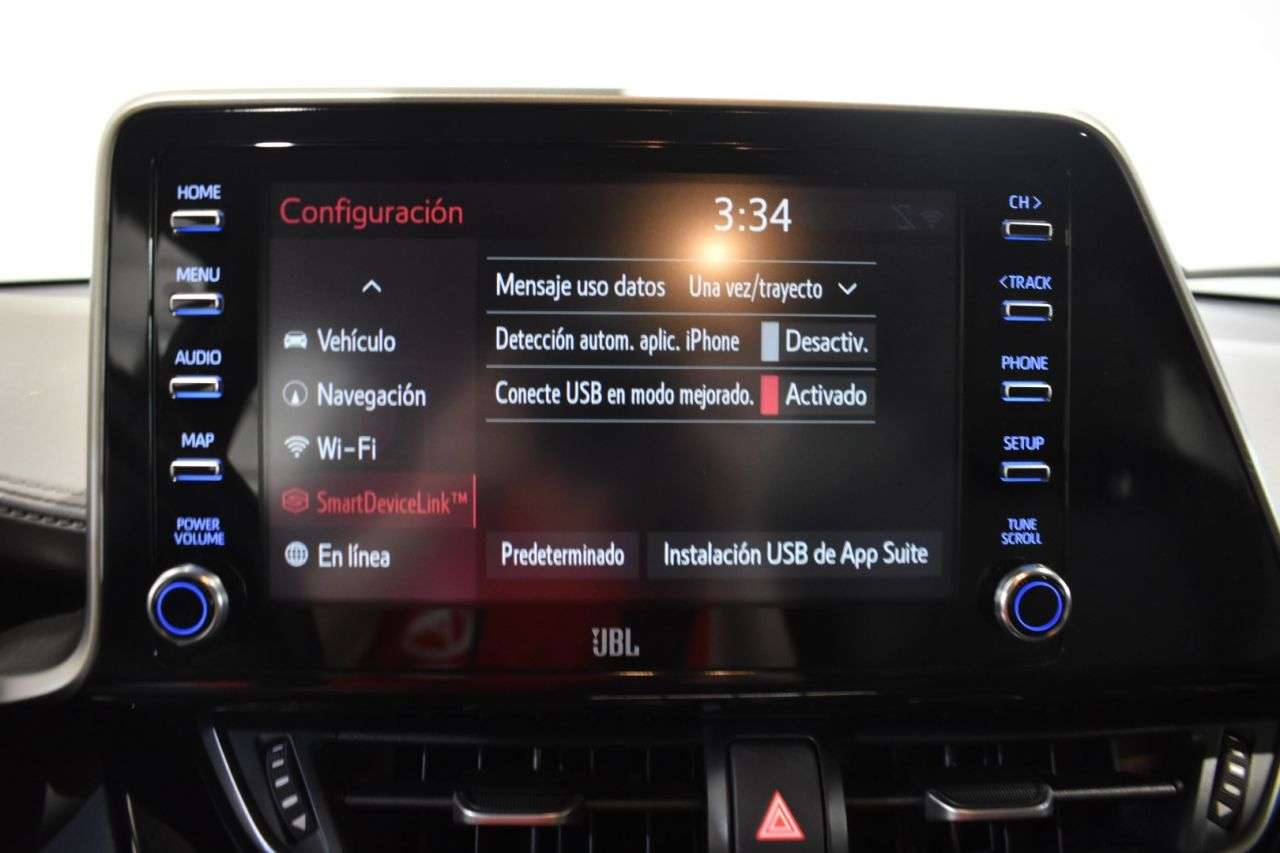 HOME
MENU
AUDIO
MAP
POWER
VOLUME
Configuración
3:34
Vehículo
Navegación
Wi-Fi
SmartDeviceLink™
En línea
Mensaje uso datos Una vez/trayecto
Detección autom. aplic. iPhone Desactiv.
Conecte USB en modo mejorado. Activado
Predeterminado Instalación USB de App Suite
CH >
< TRACK
PHONE
SETUP
TUNE
SCROLL
JBL